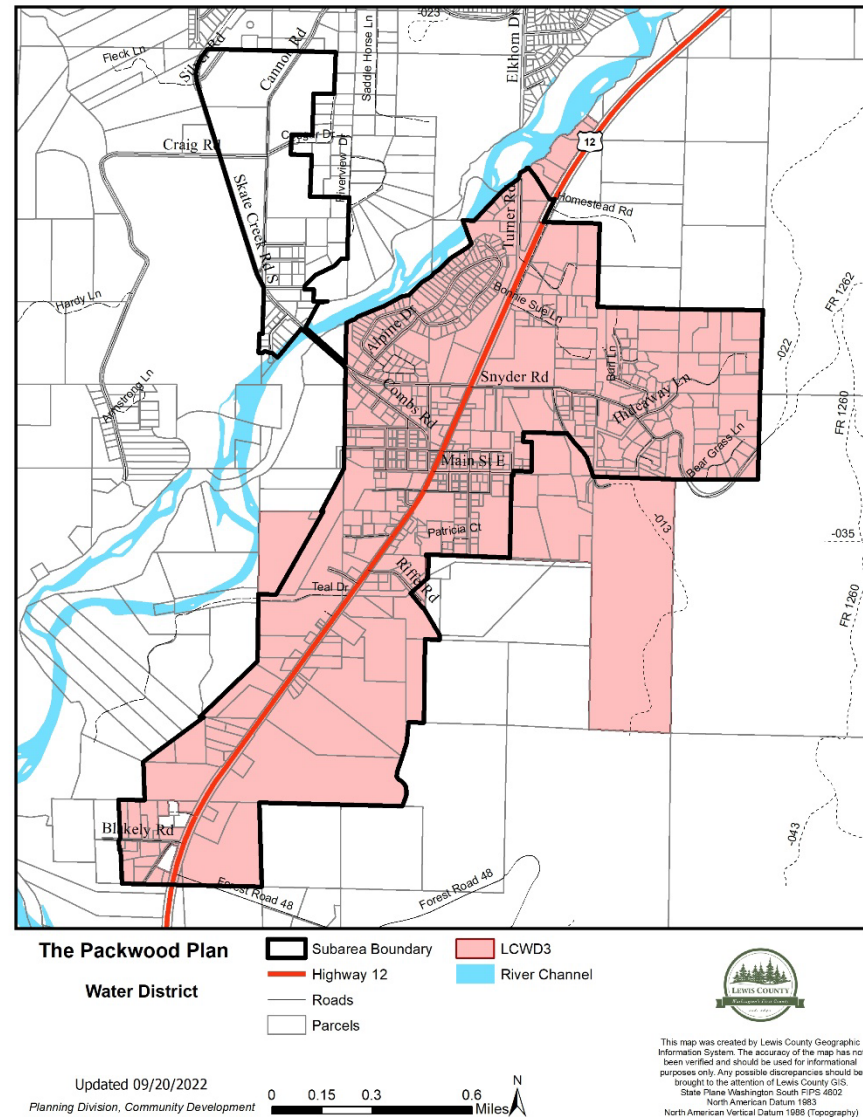 -023
Fleck Ln
Silver Rd
Cannon Rd
Saddle Horse Ln
Elkhorn Dr
12
Craig Rd
Riverview Dr
Skate Creek Rd S
Turner Rd
Homestead Rd
Hardy Ln
Bonnie Sue Ln
FR 1262
Alpine Dr
-022
Snyder Rd
Burl Ln
Combs Rd
Hideaway Ln
FR 1260
Armstrong Ln
Main St E
Bear Grass Ln
-013
Patricia Ct
-035
Riffe Rd
Teal Dr
FR 1260
-043
Blakely Rd
Forest Road 48
Forest Road 48
The Packwood Plan
Water District
Subarea Boundary
Highway 12
Roads
Parcels
LCWD3
River Channel
LEWIS COUNTY
This map was created by Lewis County Geographic
Information System. The accuracy of the map has not
been verified and should be used for informational
purposes only. Any possible discrepancies should be
brought to the attention of Lewis County GIS.
State Plane Washington South FIPS 4602
North American Datum 1983
North American Vertical Datum 1988 (Topography)
Updated 09/20/2022
Planning Division, Community Development
0 0.15 0.3 0.6 Miles
N